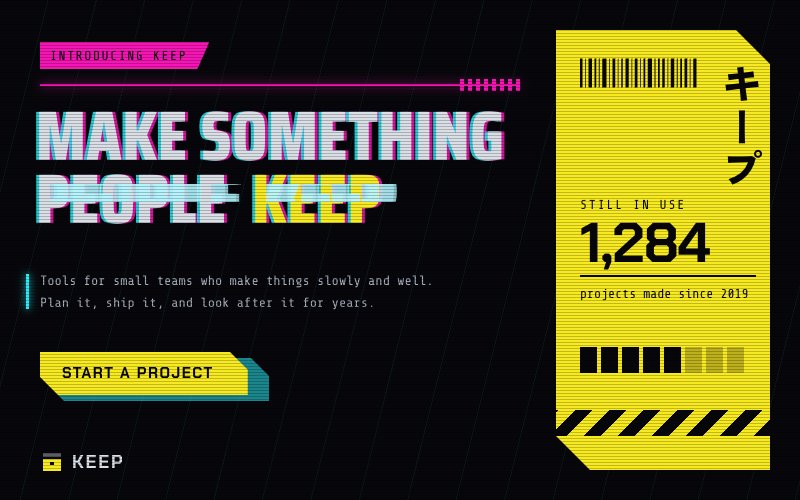 INTRODUCING KEEP
MAKE SOMETHING
PEOPLE KEEP
Tools for small teams who make things slowly and well.
Plan it, ship it, and look after it for years.
START A PROJECT
KEEP
キープ
STILL IN USE
1,284
projects made since 2019